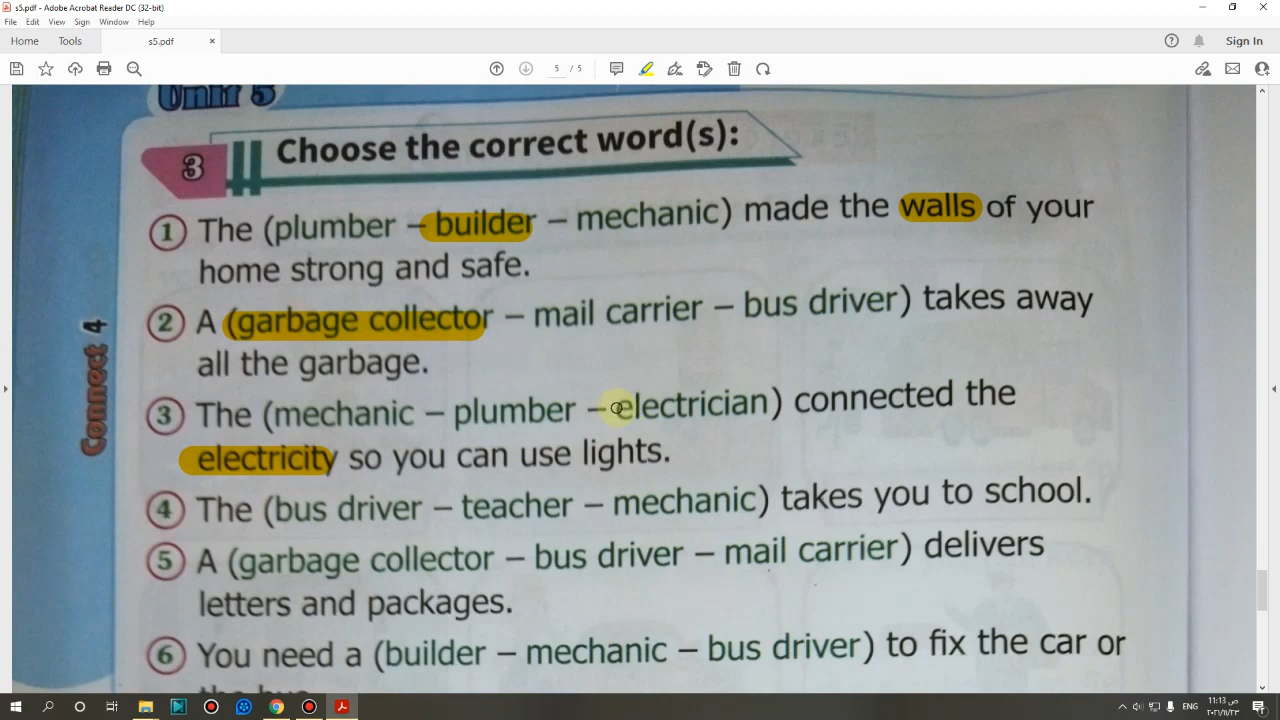 s5.pdf - Adobe Acrobat Reader DC (32-bit)
File Edit View Sign Window Help
Home Tools s5.pdf × Sign In
5 / 5
Unit 5
3 Choose the correct word(s):
1 The (plumber – builder – mechanic) made the walls of your
home strong and safe.
2 A (garbage collector – mail carrier – bus driver) takes away
all the garbage.
3 The (mechanic – plumber – electrician) connected the
electricity so you can use lights.
4 The (bus driver – teacher – mechanic) takes you to school.
5 A (garbage collector – bus driver – mail carrier) delivers
letters and packages.
6 You need a (builder – mechanic – bus driver) to fix the car or
the bus.
Connect 4
ENG
11:13 ص